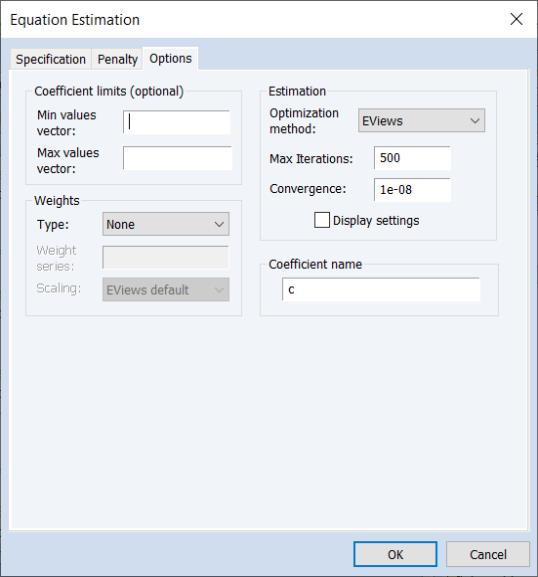 Equation Estimation
Specification
Penalty
Options
Coefficient limits (optional)
Min values
vector:
Max values
vector:
Weights
Type:
None
Weight
series:
Scaling:
EViews default
Estimation
Optimization
method:
EViews
Max Iterations:
500
Convergence:
1e-08
Display settings
Coefficient name
c
OK
Cancel